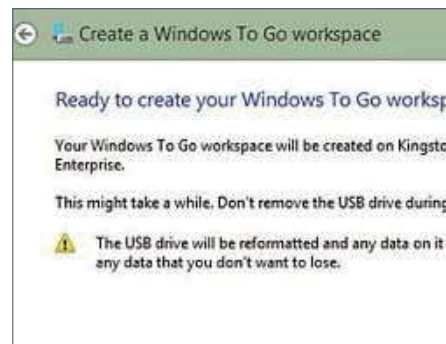 Create a Windows To Go workspace
Ready to create your Windows To Go
Your Windows To Go workspace will be created on
Enterprise.
This might take a while. Don't remove the USB drive during
The USB drive will be reformatted and any data on it
any data that you don't want to lose.